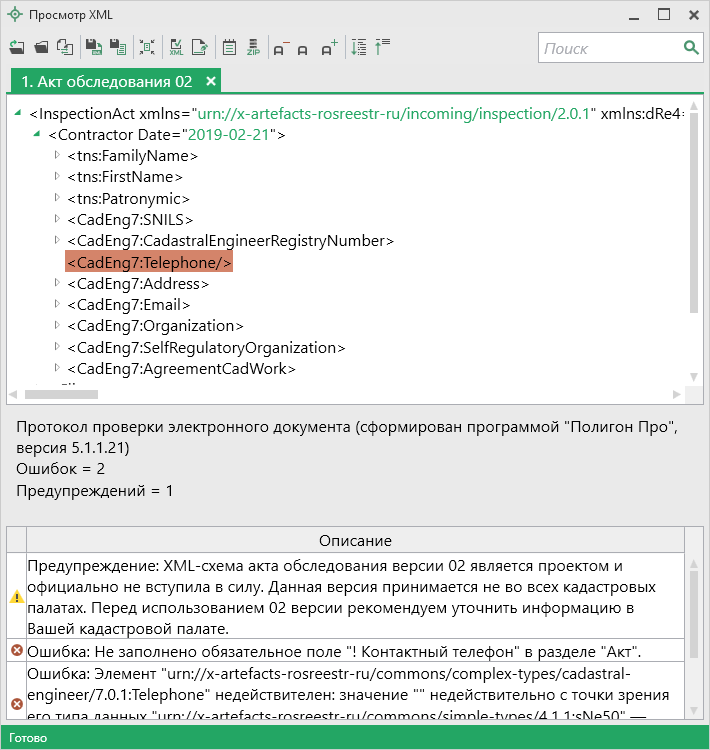 Просмотр XML
XML
ZIP
Поиск
1. Акт обследования 02
<InspectionAct xmlns="urn://x-artefacts-rosreestr-ru/incoming/inspection/2.0.1" xmlns:dRe4=
<Contractor Date="2019-02-21">
<tns:FamilyName>
<tns:FirstName>
<tns:Patronymic>
<CadEng7:SNILS>
<CadEng7:CadastralEngineerRegistryNumber>
<CadEng7:Telephone/>
<CadEng7:Address>
<CadEng7:Email>
<CadEng7:Organization>
<CadEng7:SelfRegulatoryOrganization>
<CadEng7:AgreementCadWork>
Протокол проверки электронного документа (сформирован программой "Полигон Про",
версия 5.1.1.21)
Ошибок = 2
Предупреждений = 1
Описание
Предупреждение: XML-схема акта обследования версии 02 является проектом и
официально не вступила в силу. Данная версия принимается не во всех кадастровых
палатах. Перед использованием 02 версии рекомендуем уточнить информацию в
Вашей кадастровой палате.
Ошибка: Не заполнено обязательное поле "! Контактный телефон" в разделе "Акт".
Ошибка: Элемент "urn://x-artefacts-rosreestr-ru/commons/complex-types/cadastral-
engineer/7.0.1:Telephone" недействителен: значение "" недействительно с точки зрения
его типа данных "urn://x-artefacts-rosreestr-ru/commons/simple-types/4.1.1:sNe50" —
Готово